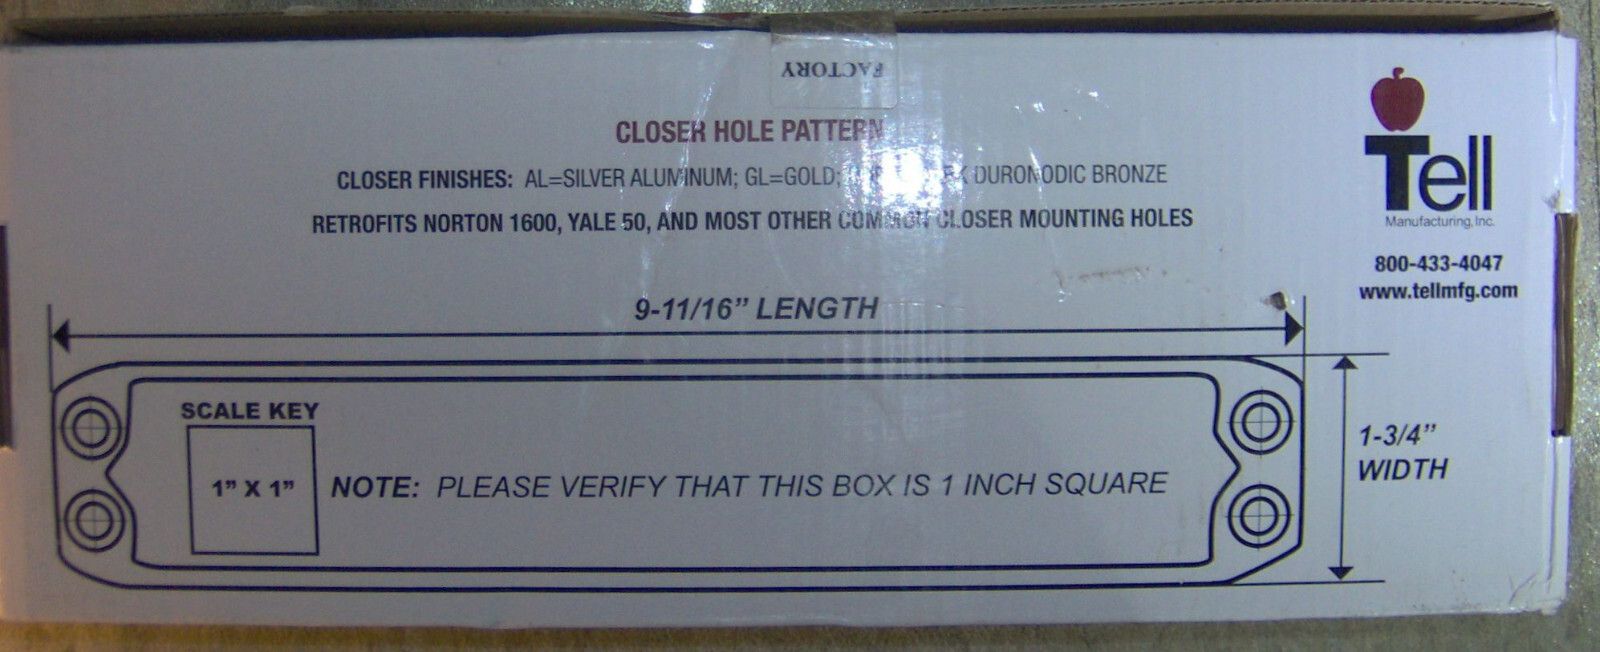 FACTORY
CLOSER HOLE PATTERN
CLOSER FINISHES: AL=SILVER ALUMINUM; GL=GOLD; DURONODIC BRONZE
RETROFITS NORTON 1600, YALE 50, AND MOST OTHER COMMON CLOSER MOUNTING HOLES
Tell
Manufacturing, Inc.
800-433-4047
www.tellmfg.com
9-11/16” LENGTH
SCALE KEY
1” X 1”
NOTE: PLEASE VERIFY THAT THIS BOX IS 1 INCH SQUARE
1-3/4”
WIDTH